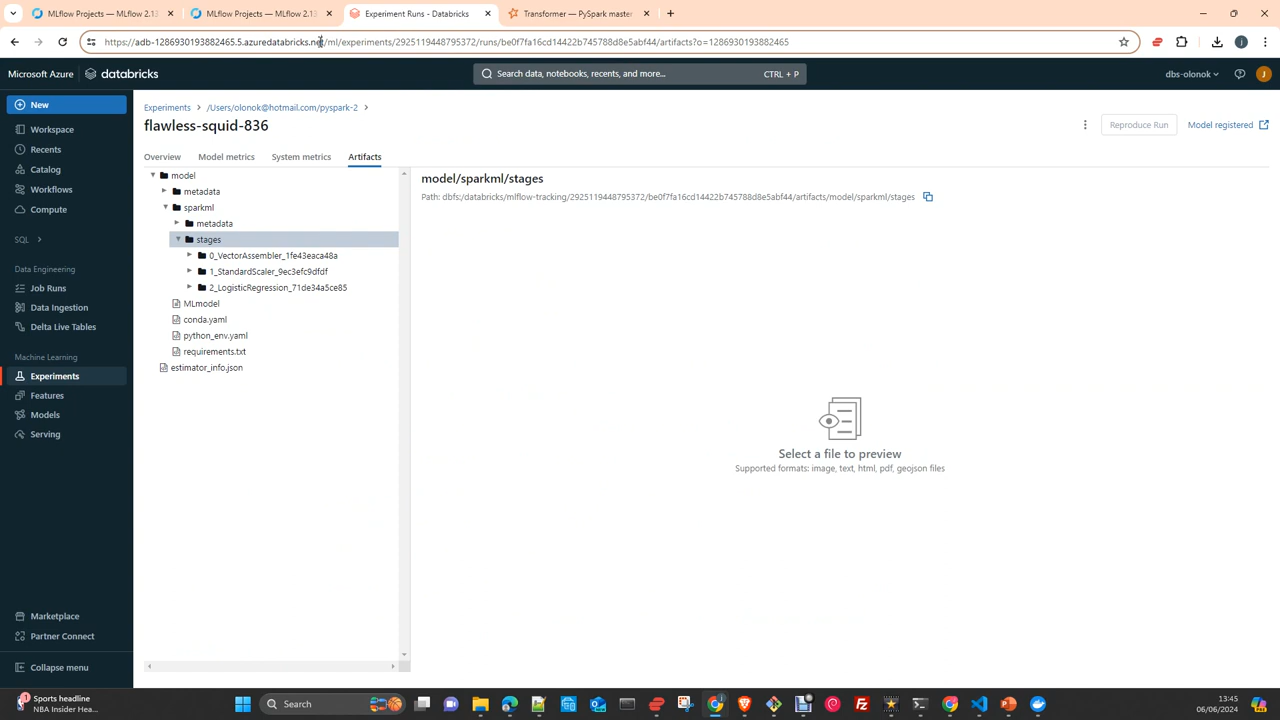 MLflow Projects — MLflow 2.13
MLflow Projects — MLflow 2.13
Experiment Runs - Databricks
Transformer — PySpark master
https://adb-1286930193882465.5.azuredatabricks.net/ml/experiments/2925119448795372/runs/be0f7fa16cd14422b745788d8e5abf44/artifacts?o=1286930193882465
Microsoft Azure
databricks
Search data, notebooks, recents, and more...
CTRL + P
dbs-olonok
J
New
Workspace
Recents
Catalog
Workflows
Compute
SQL
Data Engineering
Job Runs
Data Ingestion
Delta Live Tables
Machine Learning
Experiments
Features
Models
Serving
Marketplace
Partner Connect
Collapse menu
Experiments > /Users/olonok@hotmail.com/pyspark-2 >
flawless-squid-836
Reproduce Run
Model registered
Overview
Model metrics
System metrics
Artifacts
model
metadata
sparkml
metadata
stages
0_VectorAssembler_1fe43eaca48a
1_StandardScaler_9ec3efc9dfdf
2_LogisticRegression_71de34a5ce85
MLmodel
conda.yaml
python_env.yaml
requirements.txt
estimator_info.json
model/sparkml/stages
Path: dbfs:/databricks/mlflow-tracking/2925119448795372/be0f7fa16cd14422b745788d8e5abf44/artifacts/model/sparkml/stages
Select a file to preview
Supported formats: image, text, html, pdf, geojson files
1
Sports headline
NBA Insider Hea...
Search
13:45
06/06/2024